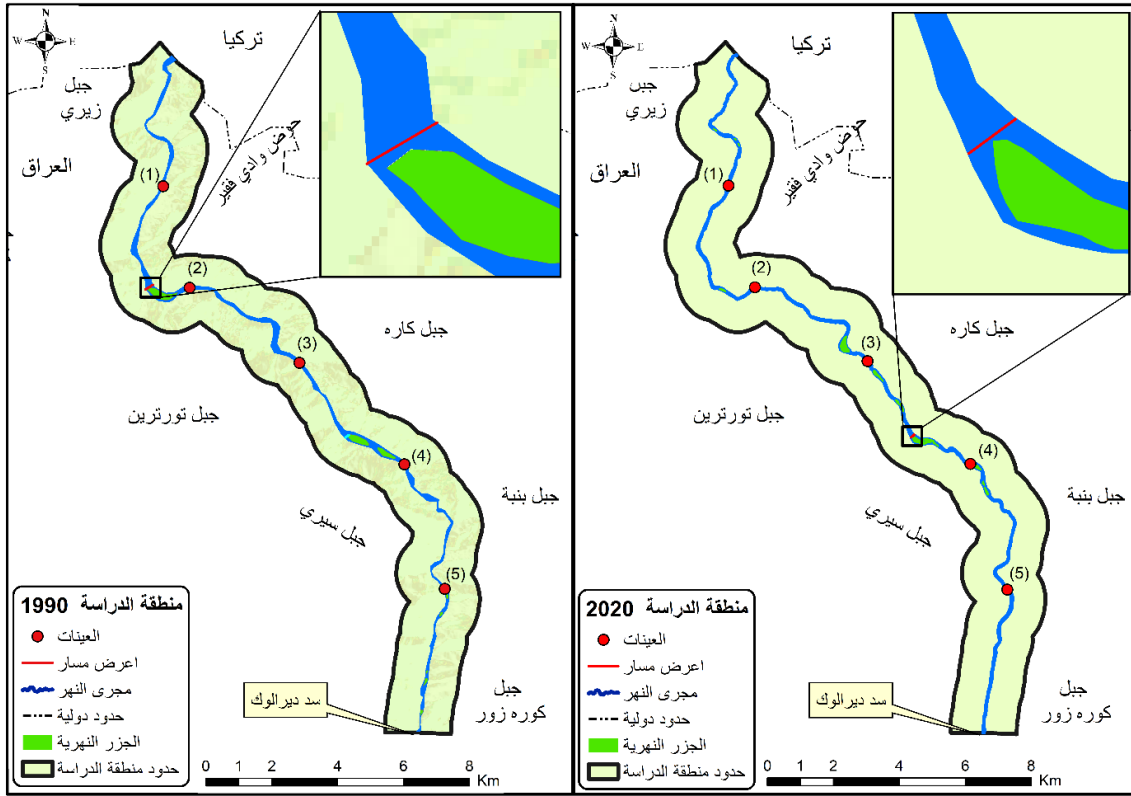 N
W
E
S
تركيا
جبل
زيري
حوض وادي فقير
العراق
(1)
(2)
جبل كاره
(3)
جبل تورترين
(4)
جبل بنبة
جبل سيري
(5)
منطقة الدراسة 1990
العينات
اعرض مسار
مجرى النهر
حدود دولية
الجزر النهرية
حدود منطقة الدراسة
سد ديرالوك
جبل
كوره زور
0 1 2 4 6 8
Km
N
W
E
S
تركيا
جبل
زيري
حوض وادي فقير
العراق
(1)
(2)
جبل كاره
(3)
جبل تورترين
(4)
جبل بنبة
جبل سيري
(5)
منطقة الدراسة 2020
العينات
اعرض مسار
مجرى النهر
حدود دولية
الجزر النهرية
حدود منطقة الدراسة
سد ديرالوك
جبل
كوره زور
0 1 2 4 6 8
Km